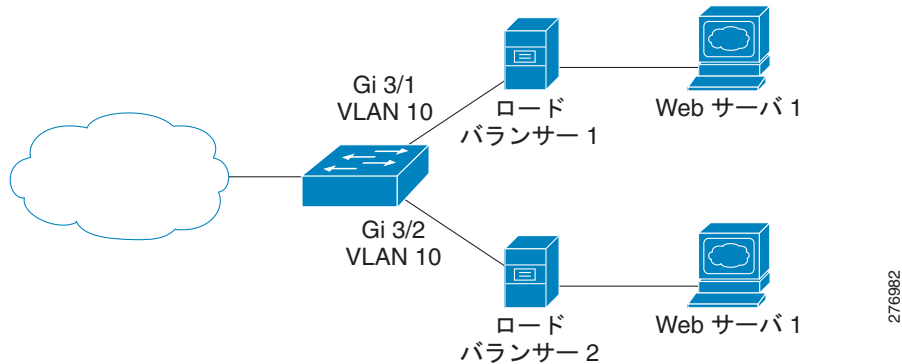 Gi 3/1
VLAN 10
ロード
バランサー 1
Web サーバ 1
Gi 3/2
VLAN 10
ロード
バランサー 2
Web サーバ 1
276982